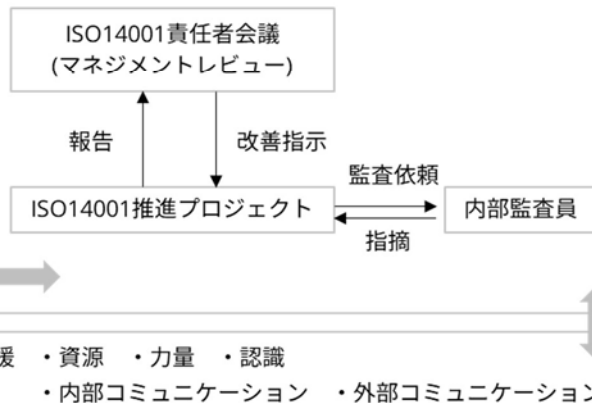 ISO14001責任者会議
(マネジメントレビュー)
報告
改善指示
監査依頼
ISO14001推進プロジェクト
内部監査員
指摘
援 ・資源 ・力量 ・認識
・内部コミュニケーション ・外部コミュニケーション